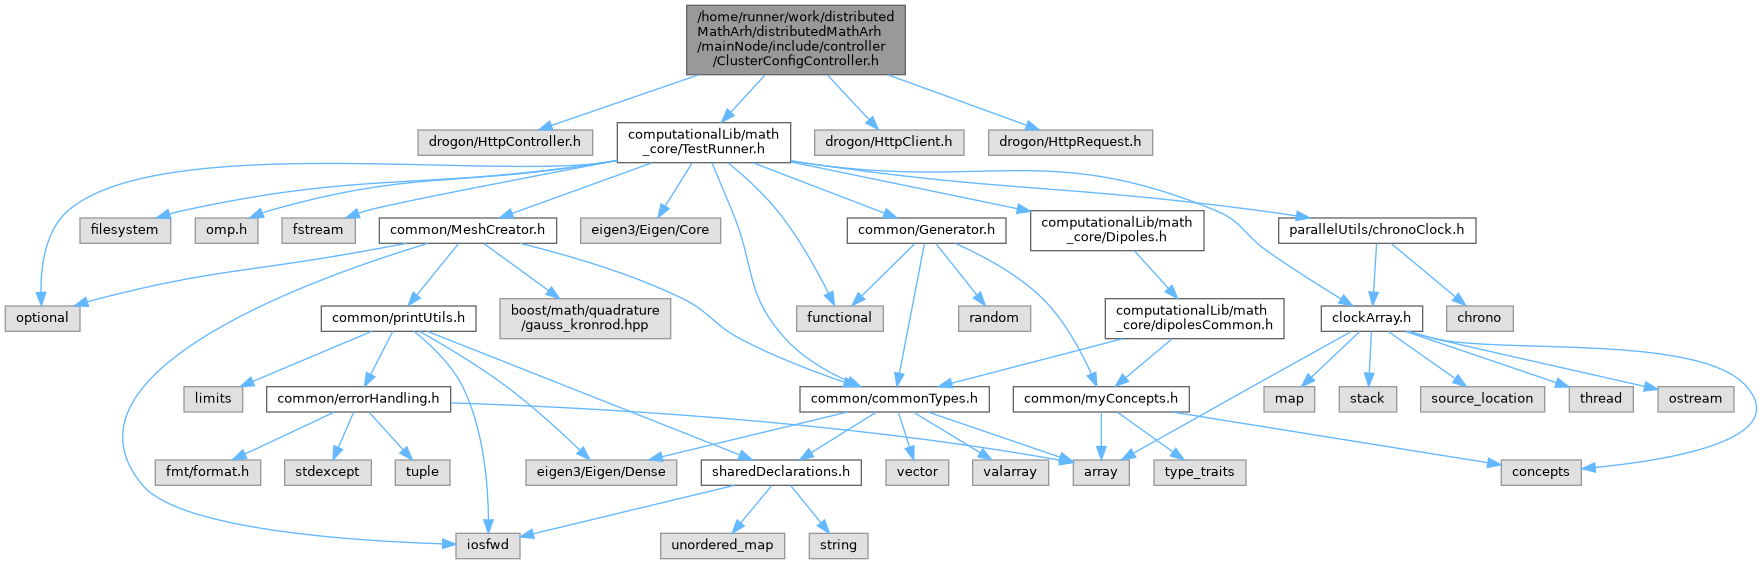 /home/runner/work/distributed
MathArh/distributedMathArh
/mainNode/include/controller
/ClusterConfigController.h
drogon/HttpController.h
computationalLib/math
_core/TestRunner.h
drogon/HttpClient.h
drogon/HttpRequest.h
filesystem
omp.h
fstream
common/MeshCreator.h
eigen3/Eigen/Core
common/Generator.h
computationalLib/math
_core/Dipoles.h
parallelUtils/chronoClock.h
optional
common/printUtils.h
boost/math/quadrature
/gauss_kronrod.hpp
functional
random
computationalLib/math
_core/dipolesCommon.h
clockArray.h
chrono
limits
common/errorHandling.h
common/commonTypes.h
common/myConcepts.h
map
stack
source_location
thread
ostream
fmt/format.h
stdexcept
tuple
eigen3/Eigen/Dense
sharedDeclarations.h
vector
valarray
array
type_traits
concepts
iosfwd
unordered_map
string